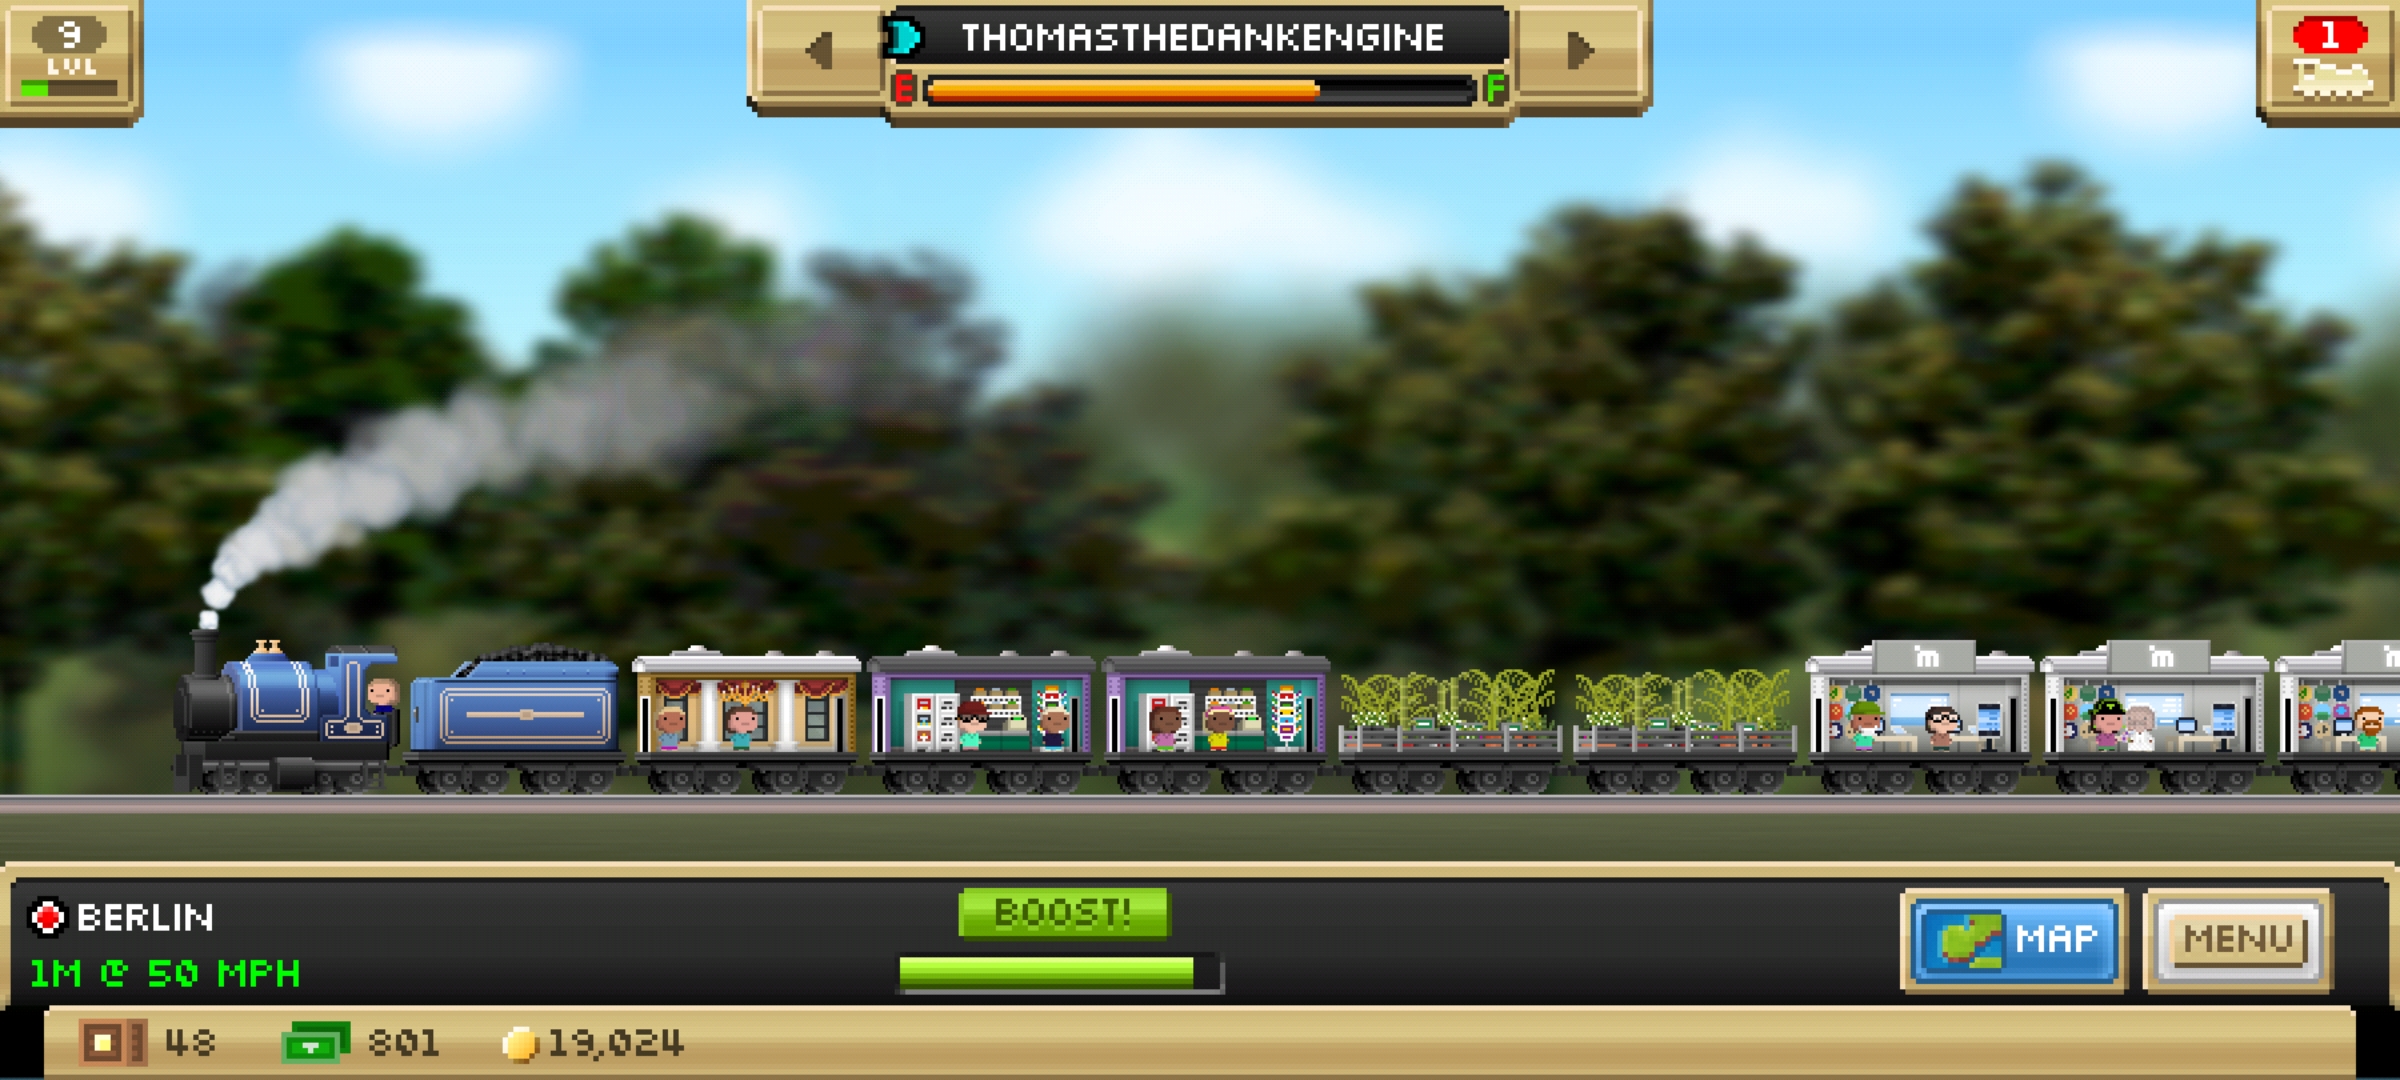 9
LVL
THOMASTHEDANKENGINE
E
F
1
m
m
BERLIN
1M @ 50 MPH
BOOST!
MAP
MENU
48
801
19,024